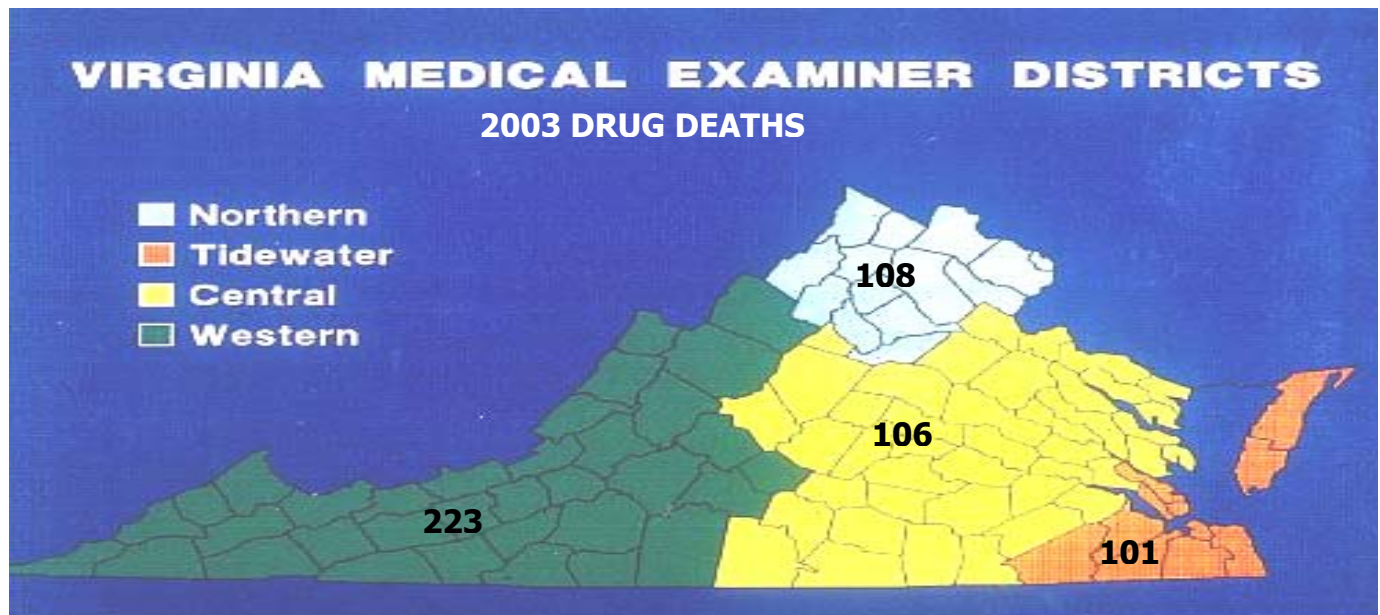 VIRGINIA MEDICAL EXAMINER DISTRICTS
2003 DRUG DEATHS
Northern
Tidewater
Central
Western
108
106
223
101